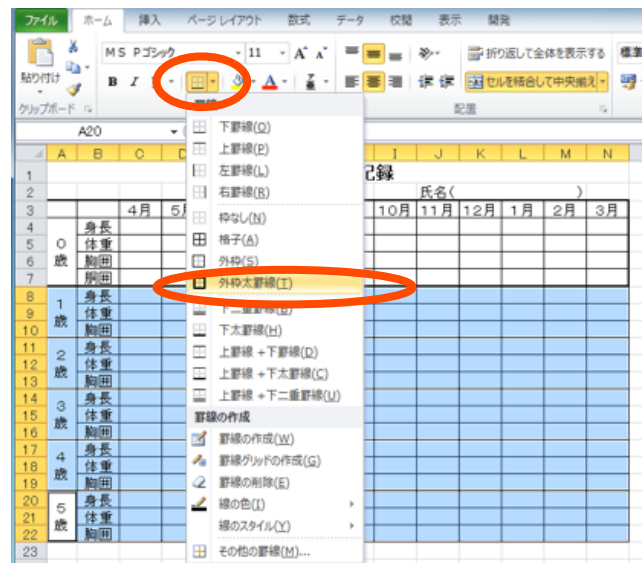 ファイル ホーム 挿入 ページ レイアウト 数式 データ 校閲 表示 開発
貼り付け
MS Pゴシック 11 A A 折り返して全体を表示する 標準
B I A セルを結合して中央揃え
クリップボード 配置
A20
A B C D I J K L M N
1 記録
2 氏名( )
3 4月 5 10月 11月 12月 1月 2月 3月
4 身長
5 0 体重
6 歳 胸囲
7 胴囲
8 身長
9 1 体重
10 歳 胸囲
11 身長
12 2 体重
13 歳 胸囲
14 身長
15 3 体重
16 歳 胸囲
17 身長
18 4 体重
19 歳 胸囲
20 身長
21 5 体重
22 歳 胸囲
23
罫線
下罫線(O)
上罫線(P)
左罫線(L)
右罫線(R)
枠なし(N)
格子(A)
外枠(S)
外枠太罫線(T)
下二重罫線(B)
下太罫線(H)
上罫線 + 下罫線(D)
上罫線 + 下太罫線(C)
上罫線 + 下二重罫線(U)
罫線の作成
罫線の作成(W)
罫線グリッドの作成(G)
罫線の削除(E)
線の色(I)
線のスタイル(Y)
その他の罫線(M)...